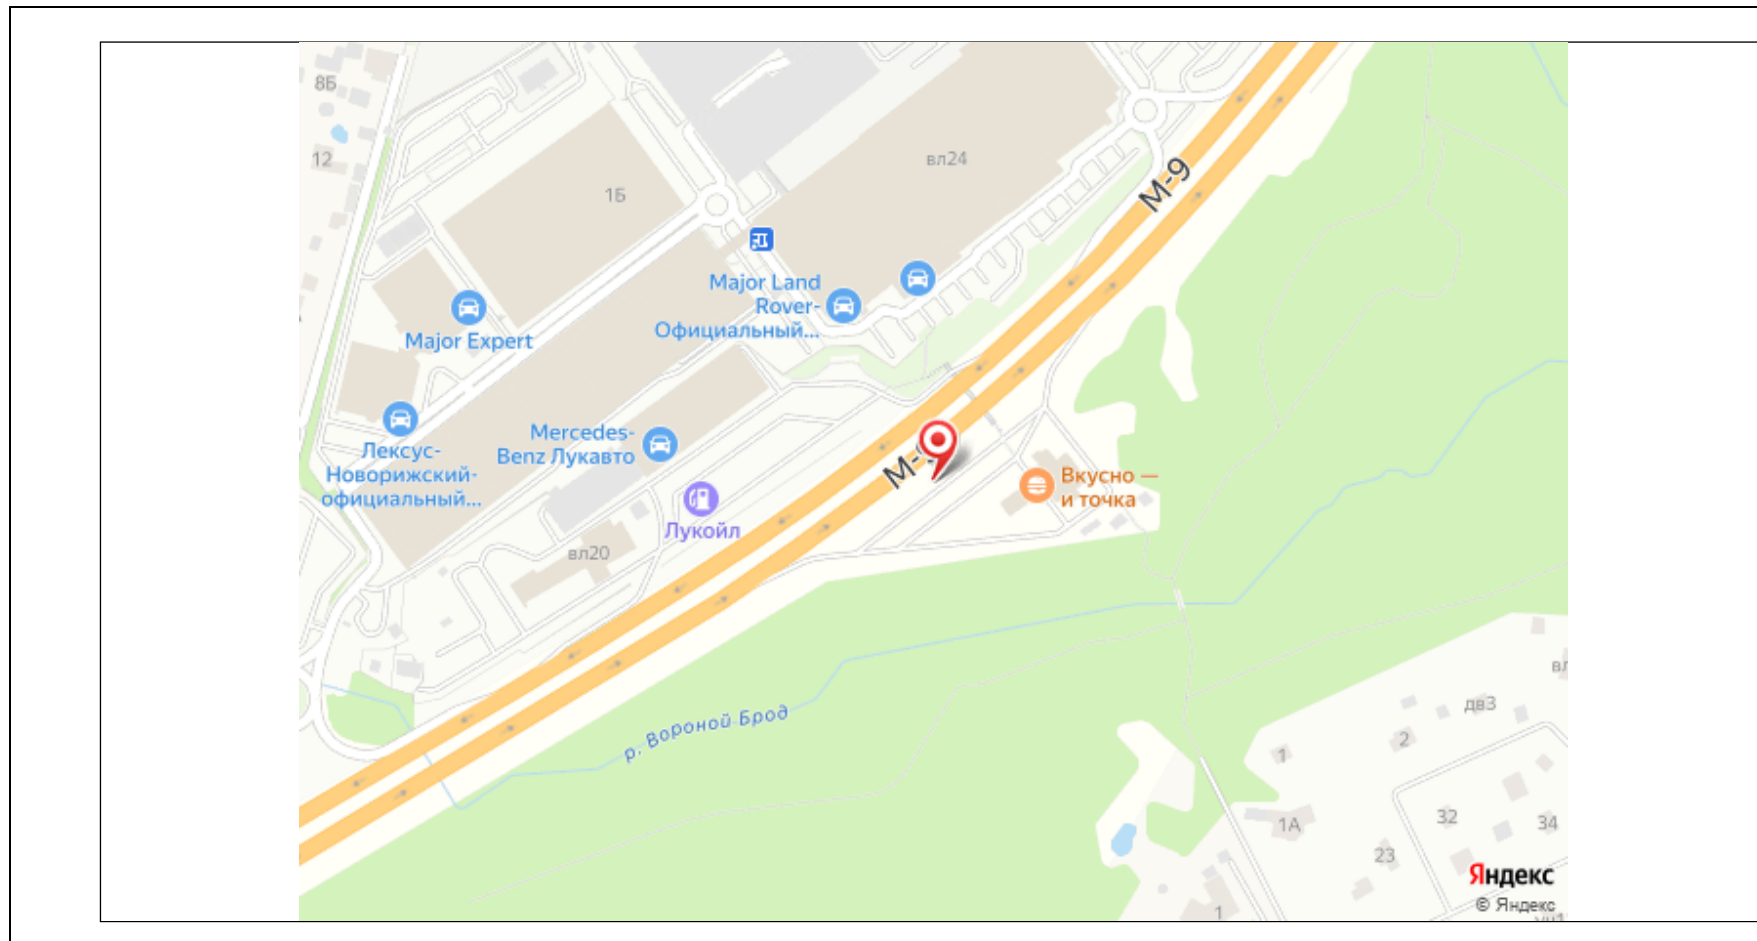 8Б
12
вл24
1Б
М-9
Major Land
Rover-
Официальный...
Major Expert
Mercedes-
Benz Лукавто
Лексус-
Новорижский-
официальный...
Вкусно —
и точка
Лукойл
вл20
р. Вороной Брод
дв3
2
1
32
34
1А
23
1
Яндекс
© Яндекс